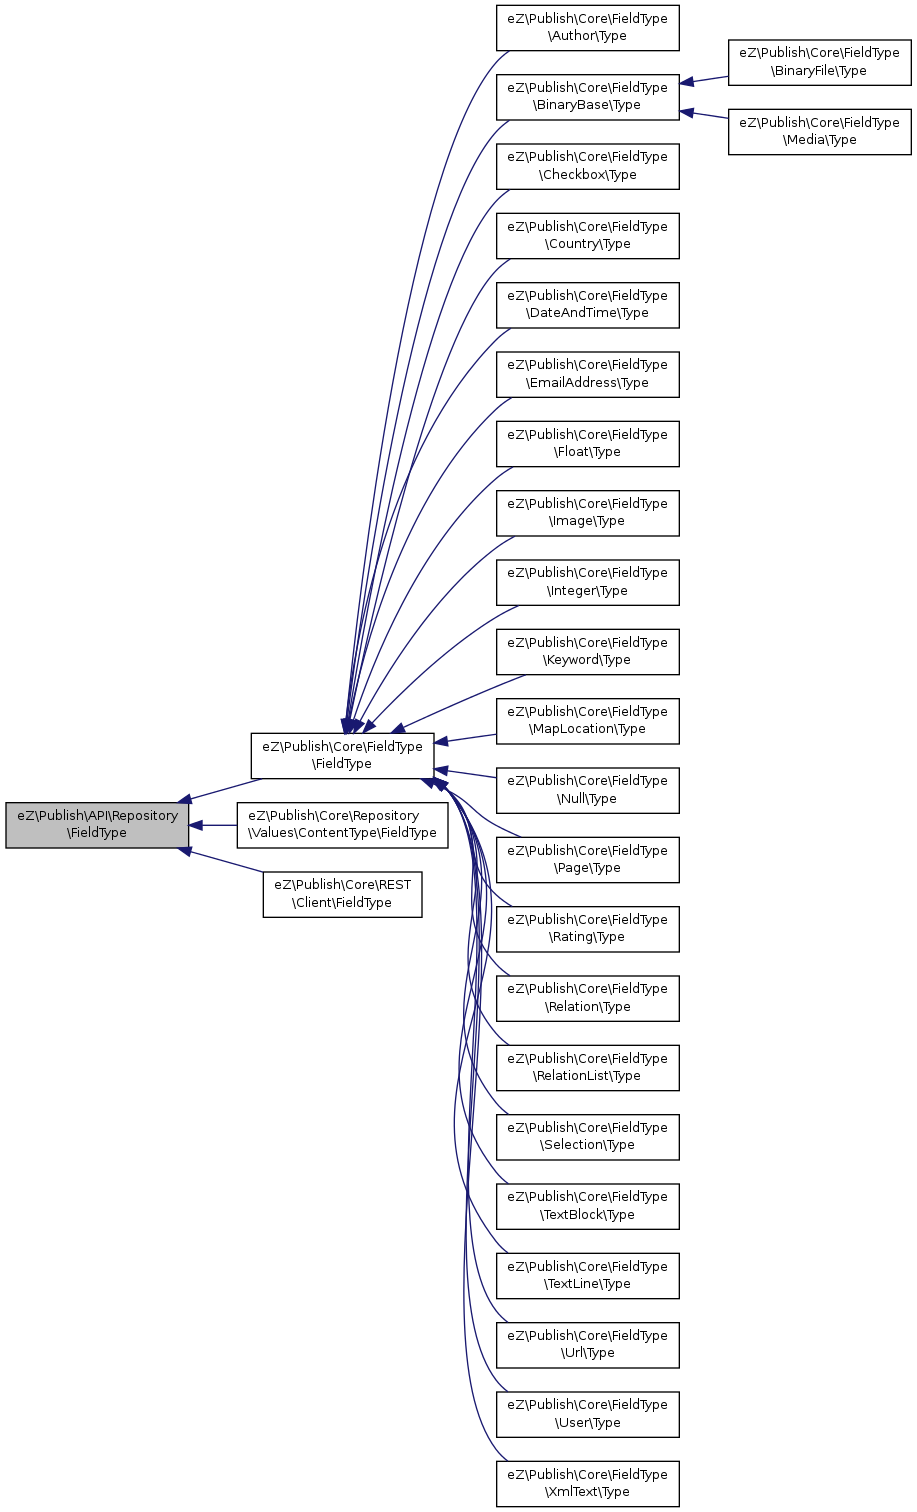 eZ\Publish\Core\FieldType
\Author\Type
eZ\Publish\Core\FieldType
\BinaryFile\Type
eZ\Publish\Core\FieldType
\BinaryBase\Type
eZ\Publish\Core\FieldType
\Media\Type
eZ\Publish\Core\FieldType
\Checkbox\Type
eZ\Publish\Core\FieldType
\Country\Type
eZ\Publish\Core\FieldType
\DateAndTime\Type
eZ\Publish\Core\FieldType
\EmailAddress\Type
eZ\Publish\Core\FieldType
\Float\Type
eZ\Publish\Core\FieldType
\Image\Type
eZ\Publish\Core\FieldType
\Integer\Type
eZ\Publish\Core\FieldType
\Keyword\Type
eZ\Publish\Core\FieldType
\MapLocation\Type
eZ\Publish\Core\FieldType
\FieldType
eZ\Publish\Core\FieldType
\Null\Type
eZ\Publish\API\Repository
\FieldType
eZ\Publish\Core\Repository
\Values\ContentType\FieldType
eZ\Publish\Core\FieldType
\Page\Type
eZ\Publish\Core\REST
\Client\FieldType
eZ\Publish\Core\FieldType
\Rating\Type
eZ\Publish\Core\FieldType
\Relation\Type
eZ\Publish\Core\FieldType
\RelationList\Type
eZ\Publish\Core\FieldType
\Selection\Type
eZ\Publish\Core\FieldType
\TextBlock\Type
eZ\Publish\Core\FieldType
\TextLine\Type
eZ\Publish\Core\FieldType
\Url\Type
eZ\Publish\Core\FieldType
\User\Type
eZ\Publish\Core\FieldType
\XmlText\Type